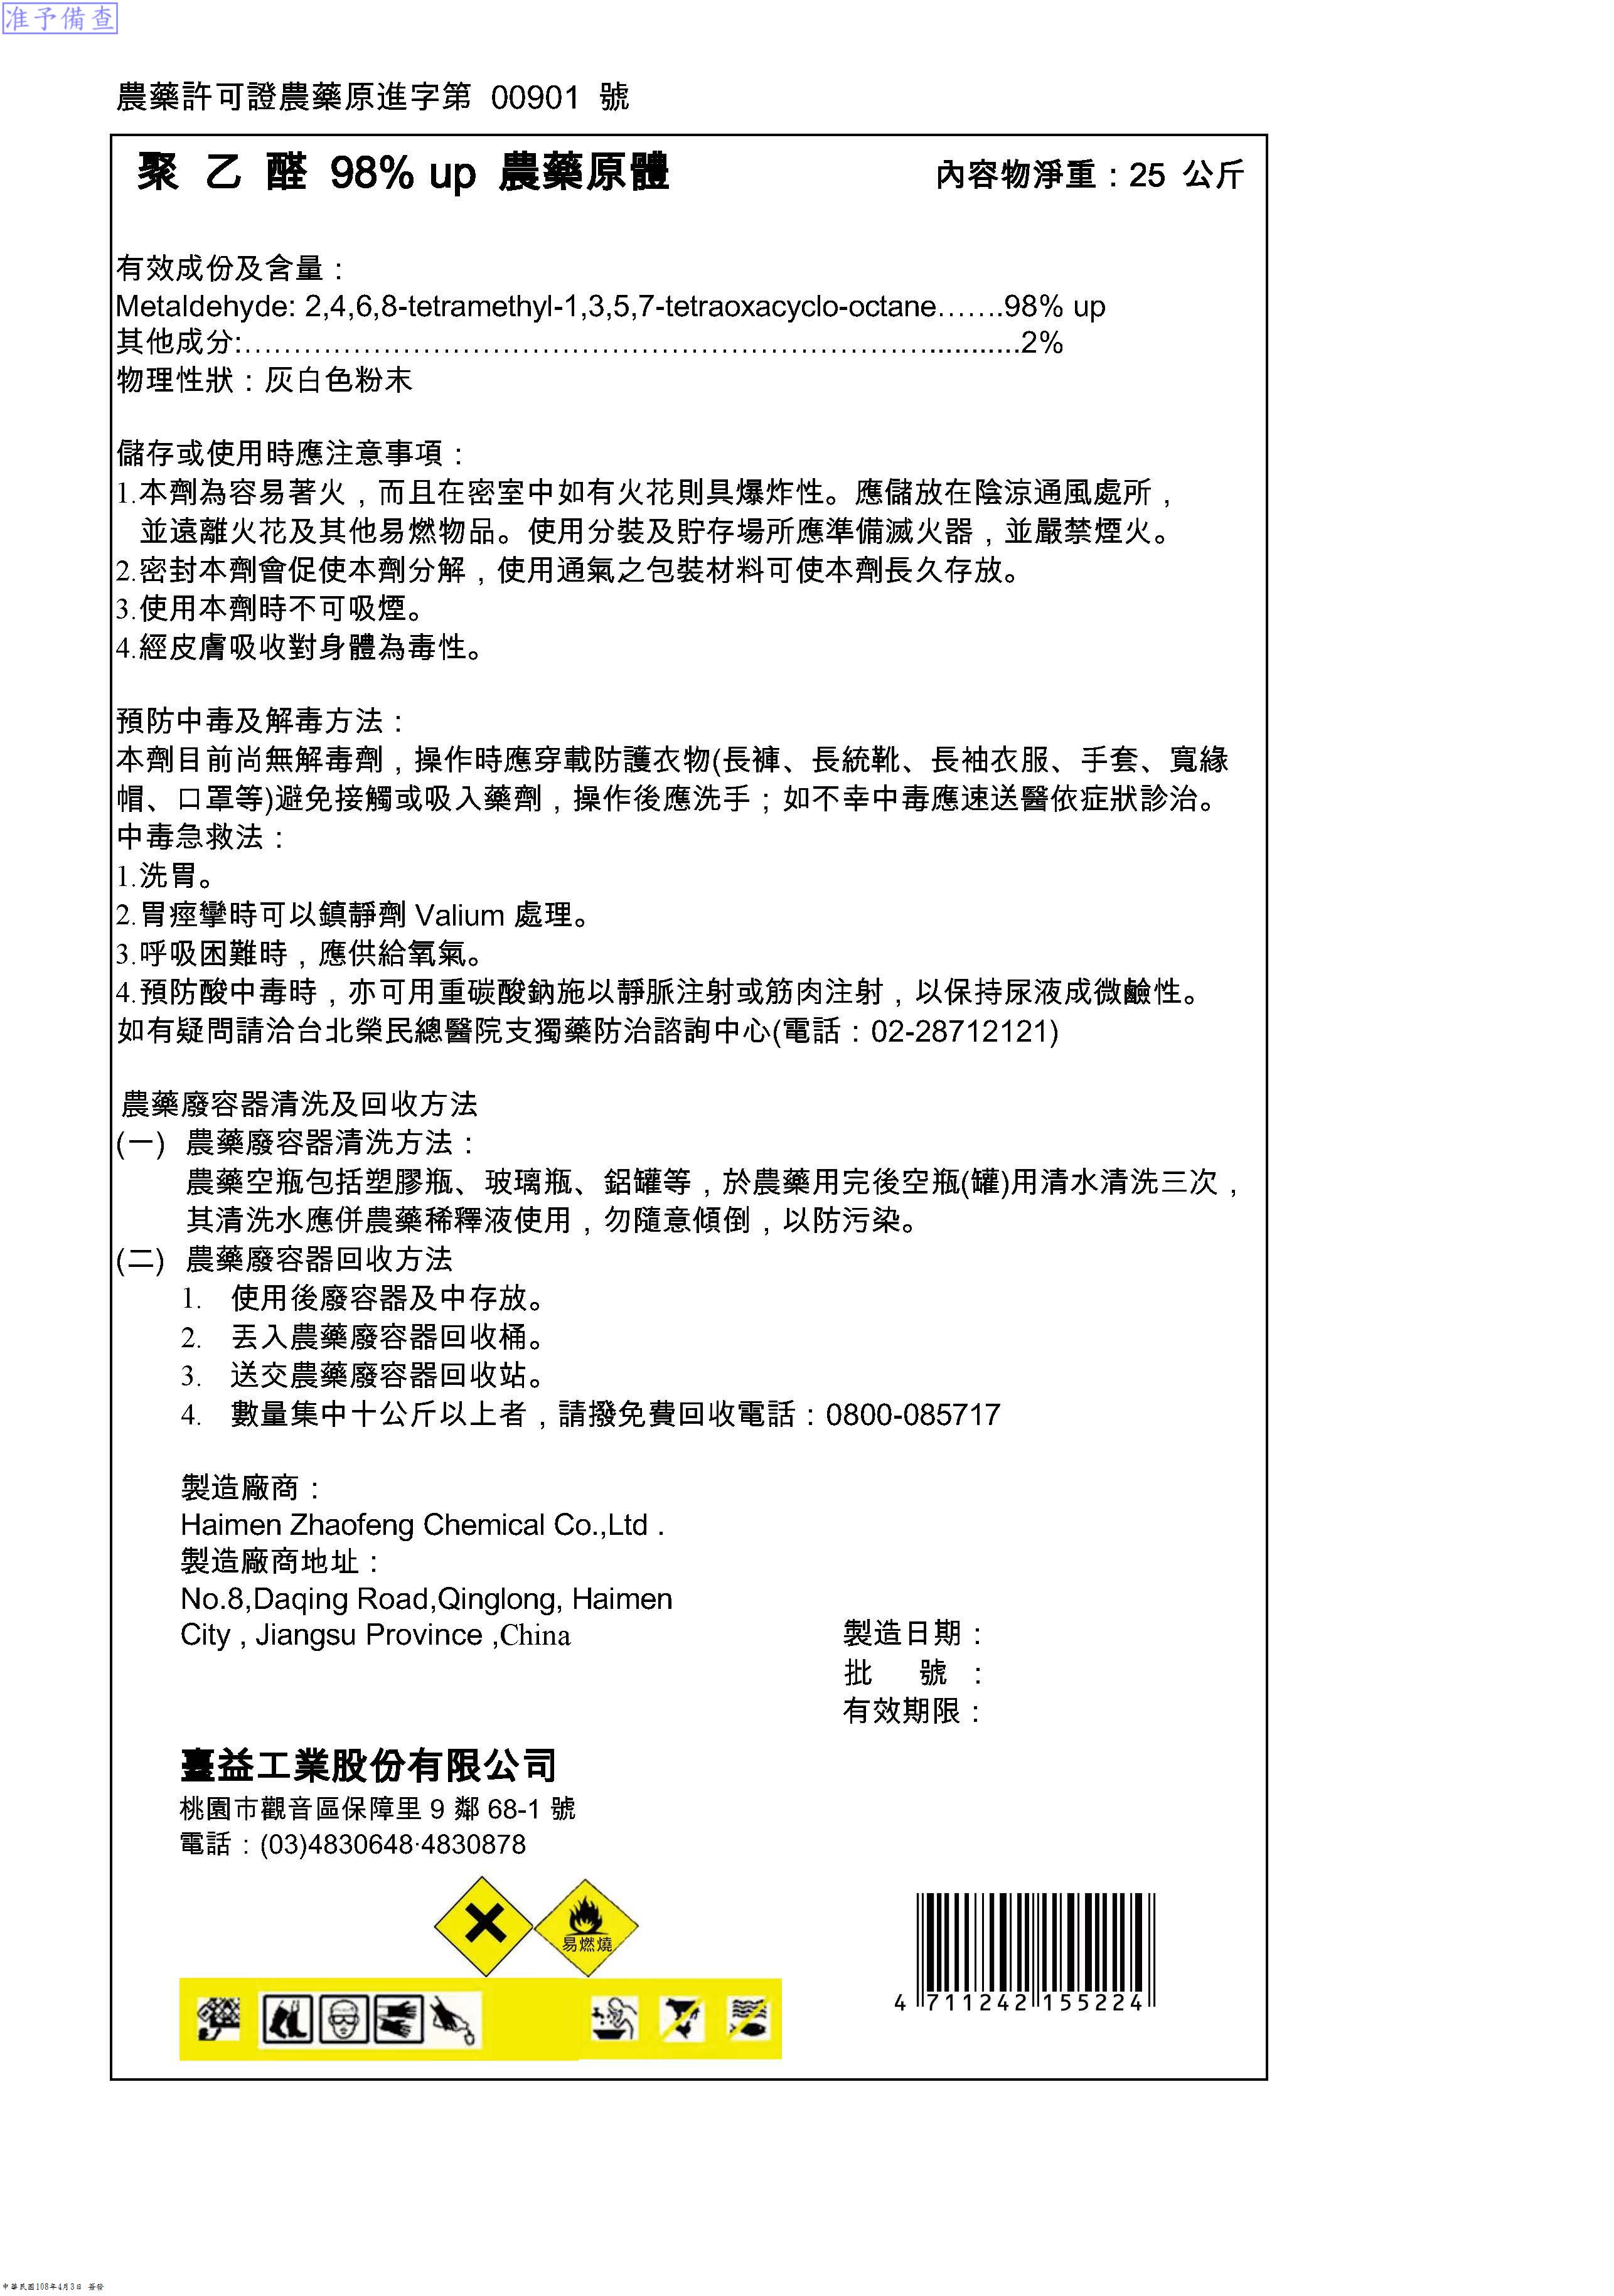 准予備查
農藥許可證農藥原進字第 00901 號
聚 乙 醛 98% up 農藥原體
內容物淨重：25 公斤
有效成份及含量：
Metaldehyde: 2,4,6,8-tetramethyl-1,3,5,7-tetraoxacyclo-octane…….98% up
其他成分:……………………………………………………………...........2%
物理性狀：灰白色粉末
儲存或使用時應注意事項：
1.本劑為容易著火，而且在密室中如有火花則具爆炸性。應儲放在陰涼通風處所，
並遠離火花及其他易燃物品。使用分裝及貯存場所應準備滅火器，並嚴禁煙火。
2.密封本劑會促使本劑分解，使用通氣之包裝材料可使本劑長久存放。
3.使用本劑時不可吸煙。
4.經皮膚吸收對身體為毒性。
預防中毒及解毒方法：
本劑目前尚無解毒劑，操作時應穿載防護衣物(長褲、長統靴、長袖衣服、手套、寬緣
帽、口罩等)避免接觸或吸入藥劑，操作後應洗手；如不幸中毒應速送醫依症狀診治。
中毒急救法：
1.洗胃。
2.胃痙攣時可以鎮靜劑 Valium 處理。
3.呼吸困難時，應供給氧氣。
4.預防酸中毒時，亦可用重碳酸鈉施以靜脈注射或筋肉注射，以保持尿液成微鹼性。
如有疑問請洽台北榮民總醫院支獨藥防治諮詢中心(電話：02-28712121)
農藥廢容器清洗及回收方法
(一) 農藥廢容器清洗方法：
農藥空瓶包括塑膠瓶、玻璃瓶、鋁罐等，於農藥用完後空瓶(罐)用清水清洗三次，
其清洗水應併農藥稀釋液使用，勿隨意傾倒，以防污染。
(二) 農藥廢容器回收方法
1. 使用後廢容器及中存放。
2. 丟入農藥廢容器回收桶。
3. 送交農藥廢容器回收站。
4. 數量集中十公斤以上者，請撥免費回收電話：0800-085717
製造廠商：
Haimen Zhaofeng Chemical Co.,Ltd .
製造廠商地址：
No.8,Daqing Road,Qinglong, Haimen
City , Jiangsu Province ,China
製造日期：
批 號 ：
有效期限：
臺益工業股份有限公司
桃園市觀音區保障里 9 鄰 68-1 號
電話：(03)4830648·4830878
易燃燒
4 711242 155224
中華民國108年4月3日 簽發